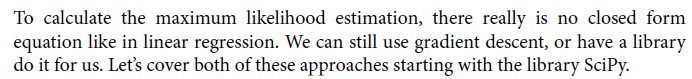 To calculate the maximum likelihood estimation, there really is no closed form
equation like in linear regression. We can still use gradient descent, or have a library
do it for us. Let’s cover both of these approaches starting with the library SciPy.